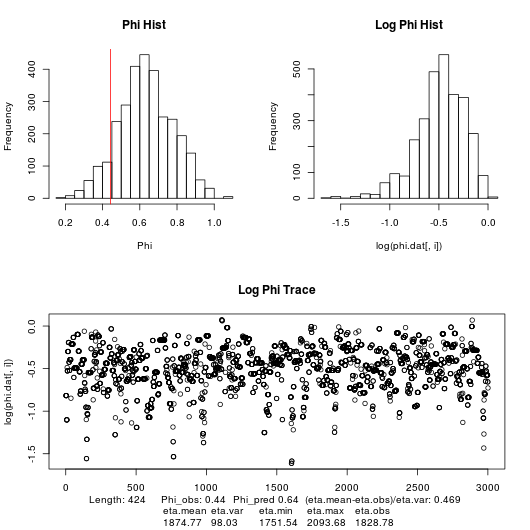 Phi Hist
Log Phi Hist
Frequency
0 100 200 300 400
0.2 0.4 0.6 0.8 1.0
Phi
Frequency
0 100 300 500
-1.5 -1.0 -0.5 0.0
log(phi.dat[, i])
Log Phi Trace
log(phi.dat[, i])
0.0 -0.5 -1.0 -1.5
0 500 1000 1500 2000 2500 3000
Length: 424 Phi_obs: 0.44 Phi_pred 0.64 (eta.mean-eta.obs)/eta.var: 0.469
eta.mean eta.var eta.min eta.max eta.obs
1874.77 98.03 1751.54 2093.68 1828.78